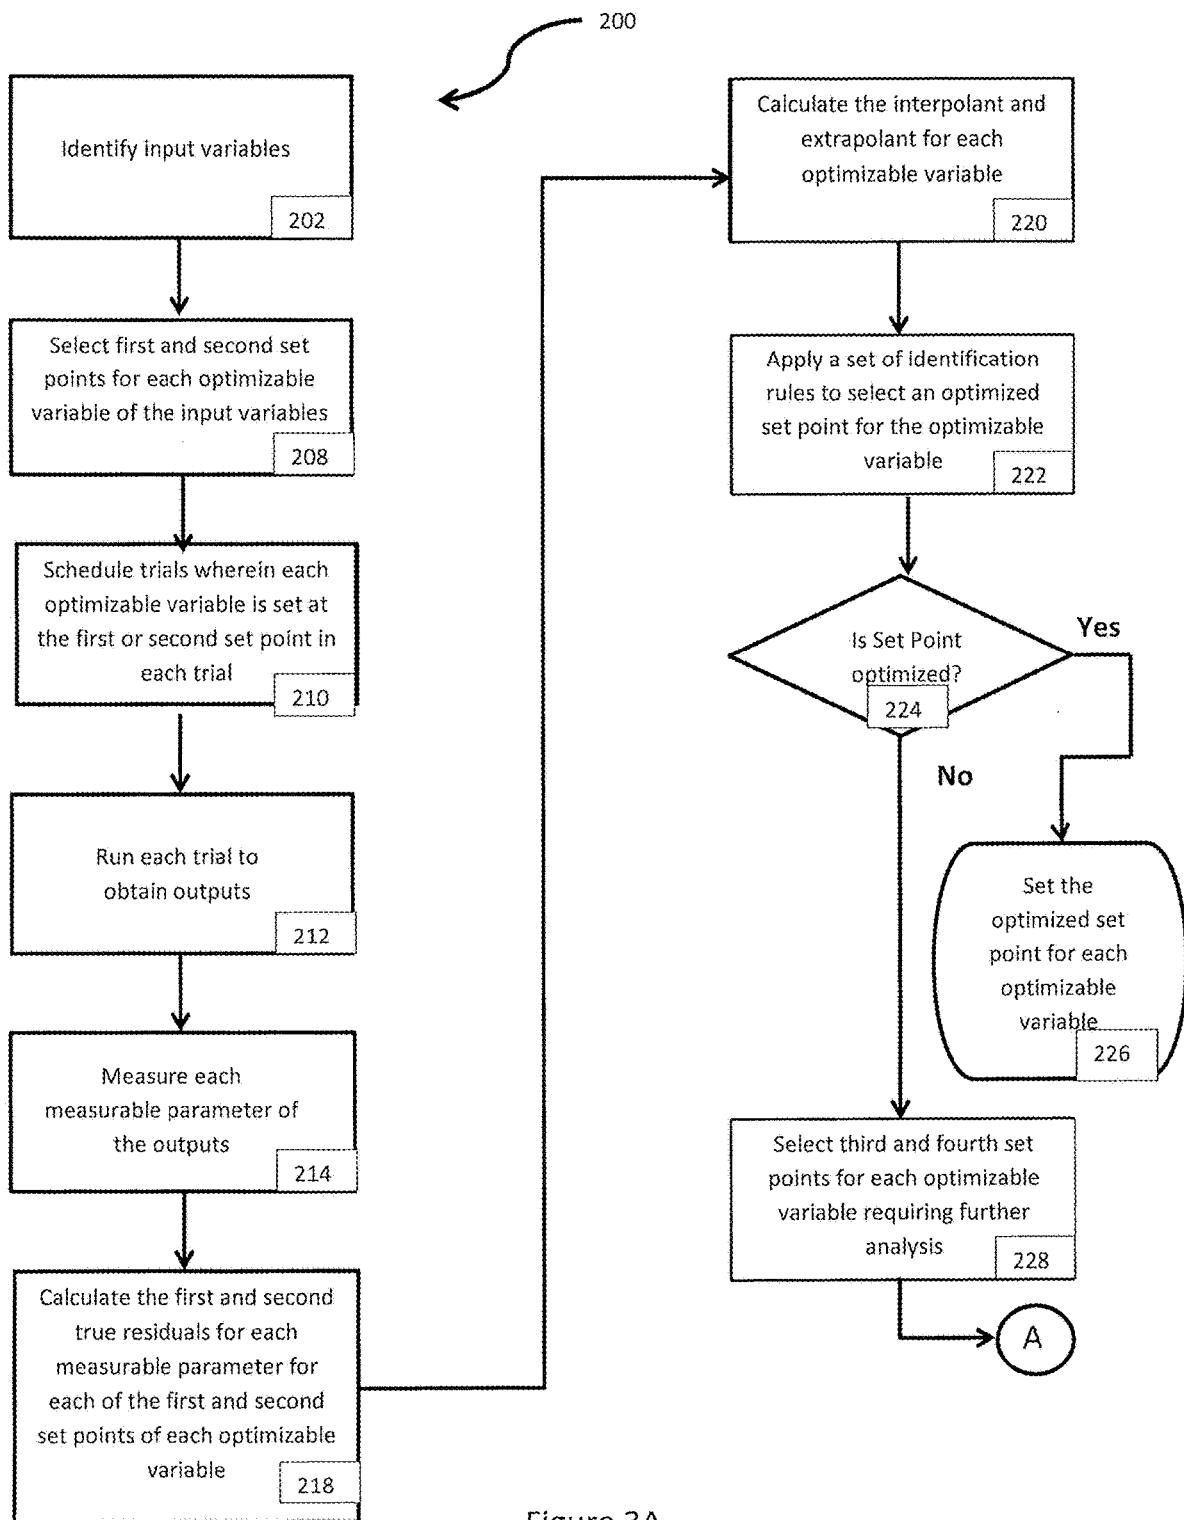 200
Identify input variables
202
Select first and second set
points for each optimizable
variable of the input variables
208
Schedule trials wherein each
optimizable variable is set at
the first or second set point in
each trial
210
Run each trial to
obtain outputs
212
Measure each
measurable parameter of
the outputs
214
Calculate the first and second
true residuals for each
measurable parameter for
each of the first and second
set points of each optimizable
variable
218
Calculate the interpolant and
extrapolant for each
optimizable variable
220
Apply a set of identification
rules to select an optimized
set point for the optimizable
variable
222
Is Set Point
optimized?
224
Yes
No
Set the
optimized set
point for each
optimizable
variable
226
Select third and fourth set
points for each optimizable
variable requiring further
analysis
228
A
Figure